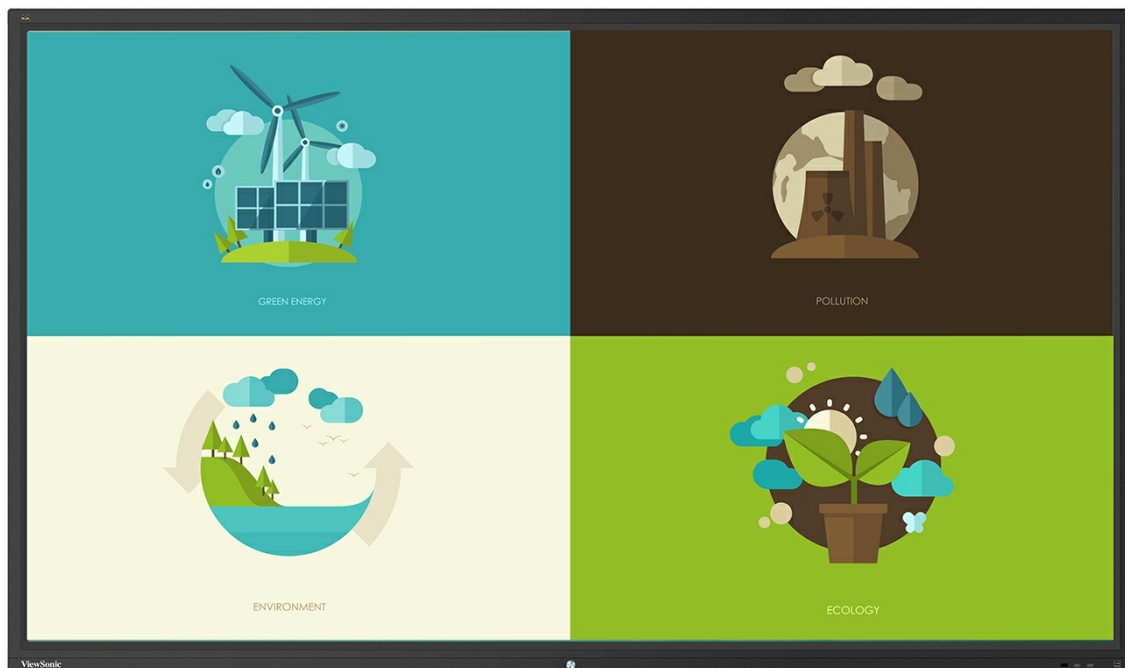 GREEN ENERGY
POLLUTION
ENVIRONMENT
ECOLOGY
ViewSonic